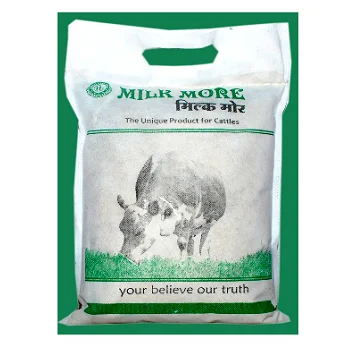 MILK MORE
मिल्क मोर
The Unique Product for Cattles
your believe our truth